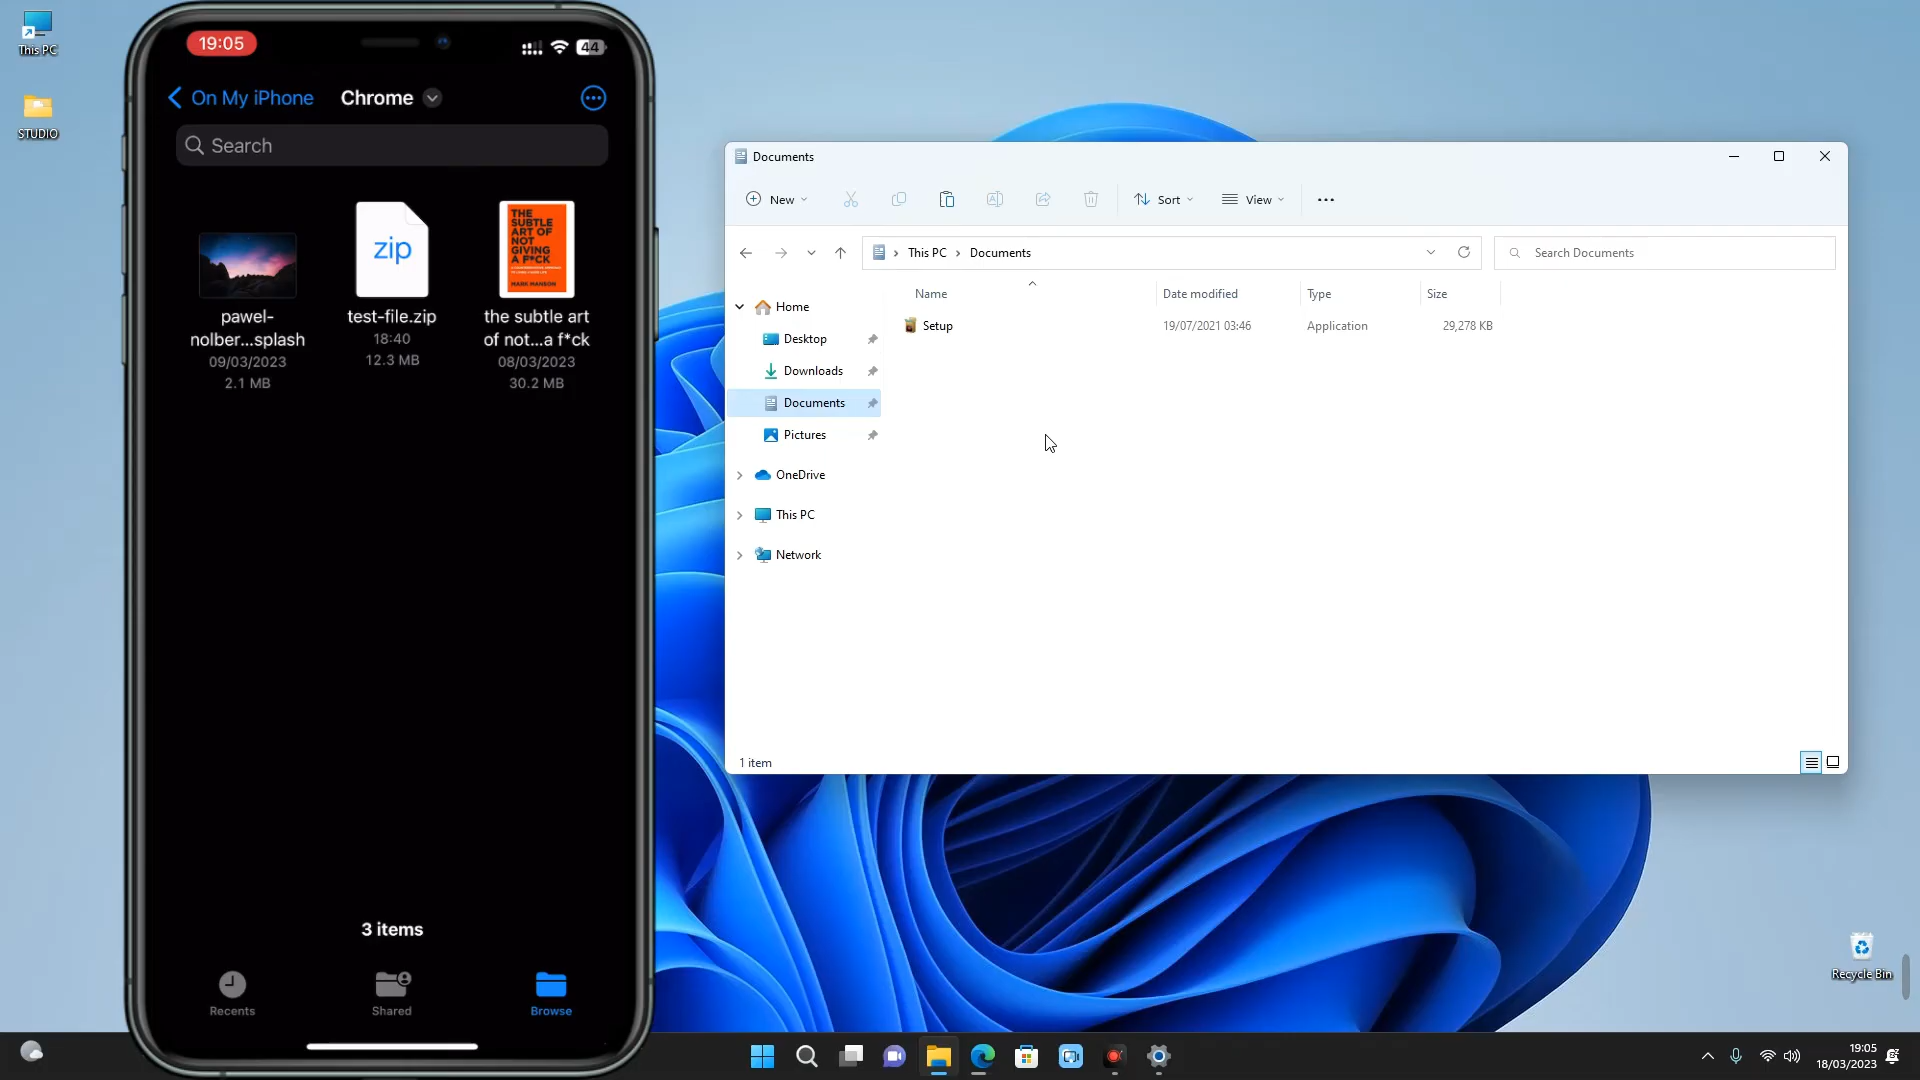 This PC
STUDIO
19:05
44
On My iPhone
Chrome
Search
zip
THE
SUBTLE
ART OF
NOT
GIVING
A F*CK
MARK MANSON
pawel-
nolber...splash
09/03/2023
2.1 MB
test-file.zip
18:40
12.3 MB
the subtle art
of not...a f*ck
08/03/2023
30.2 MB
3 items
Recents
Shared
Browse
Documents
New
Sort
View
This PC
Documents
Search Documents
Home
Desktop
Downloads
Documents
Pictures
OneDrive
This PC
Network
Name
Date modified
Type
Size
Setup
19/07/2021 03:46
Application
29,278 KB
1 item
Recycle Bin
19:05
18/03/2023